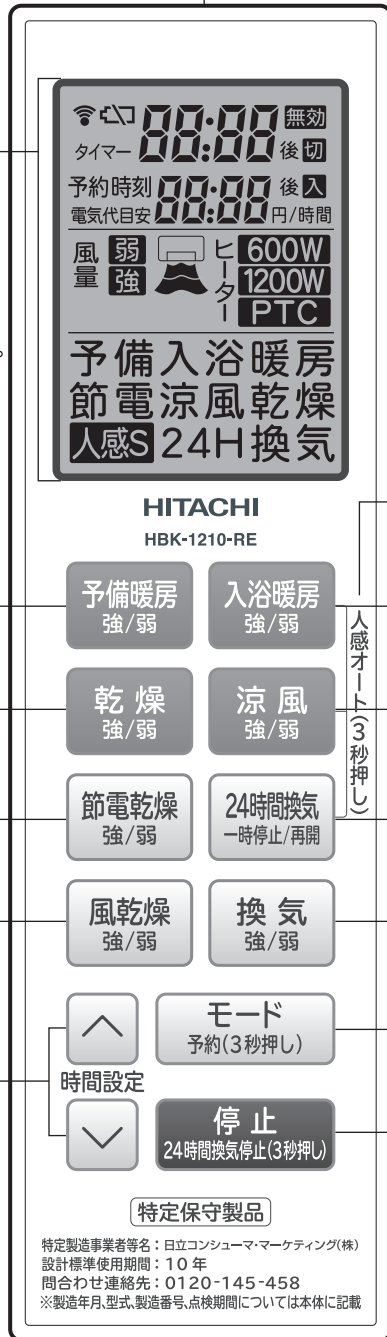 88:88 無効
タイマー 後 切
予約時刻 88:88 後 入
電気代目安 円/時間
風量 弱 強 ヒーター 600W
1200W
PTC
予備入浴暖房
節電涼風乾燥
人感S 24H換気
HITACHI
HBK-1210-RE
予備暖房
強/弱
入浴暖房
強/弱
人感オート(3秒押し)
乾燥
強/弱
涼風
強/弱
節電乾燥
強/弱
24時間換気
一時停止/再開
風乾燥
強/弱
換気
強/弱
モード
予約(3秒押し)
時間設定
停止
24時間換気停止(3秒押し)
特定保守製品
特定製造事業者等名:日立コンシューマ・マーケティング(株)
設計標準使用期間:10年
問合わせ連絡先:0120-145-458
※製造年月,型式,製造番号,点検期間については本体に記載